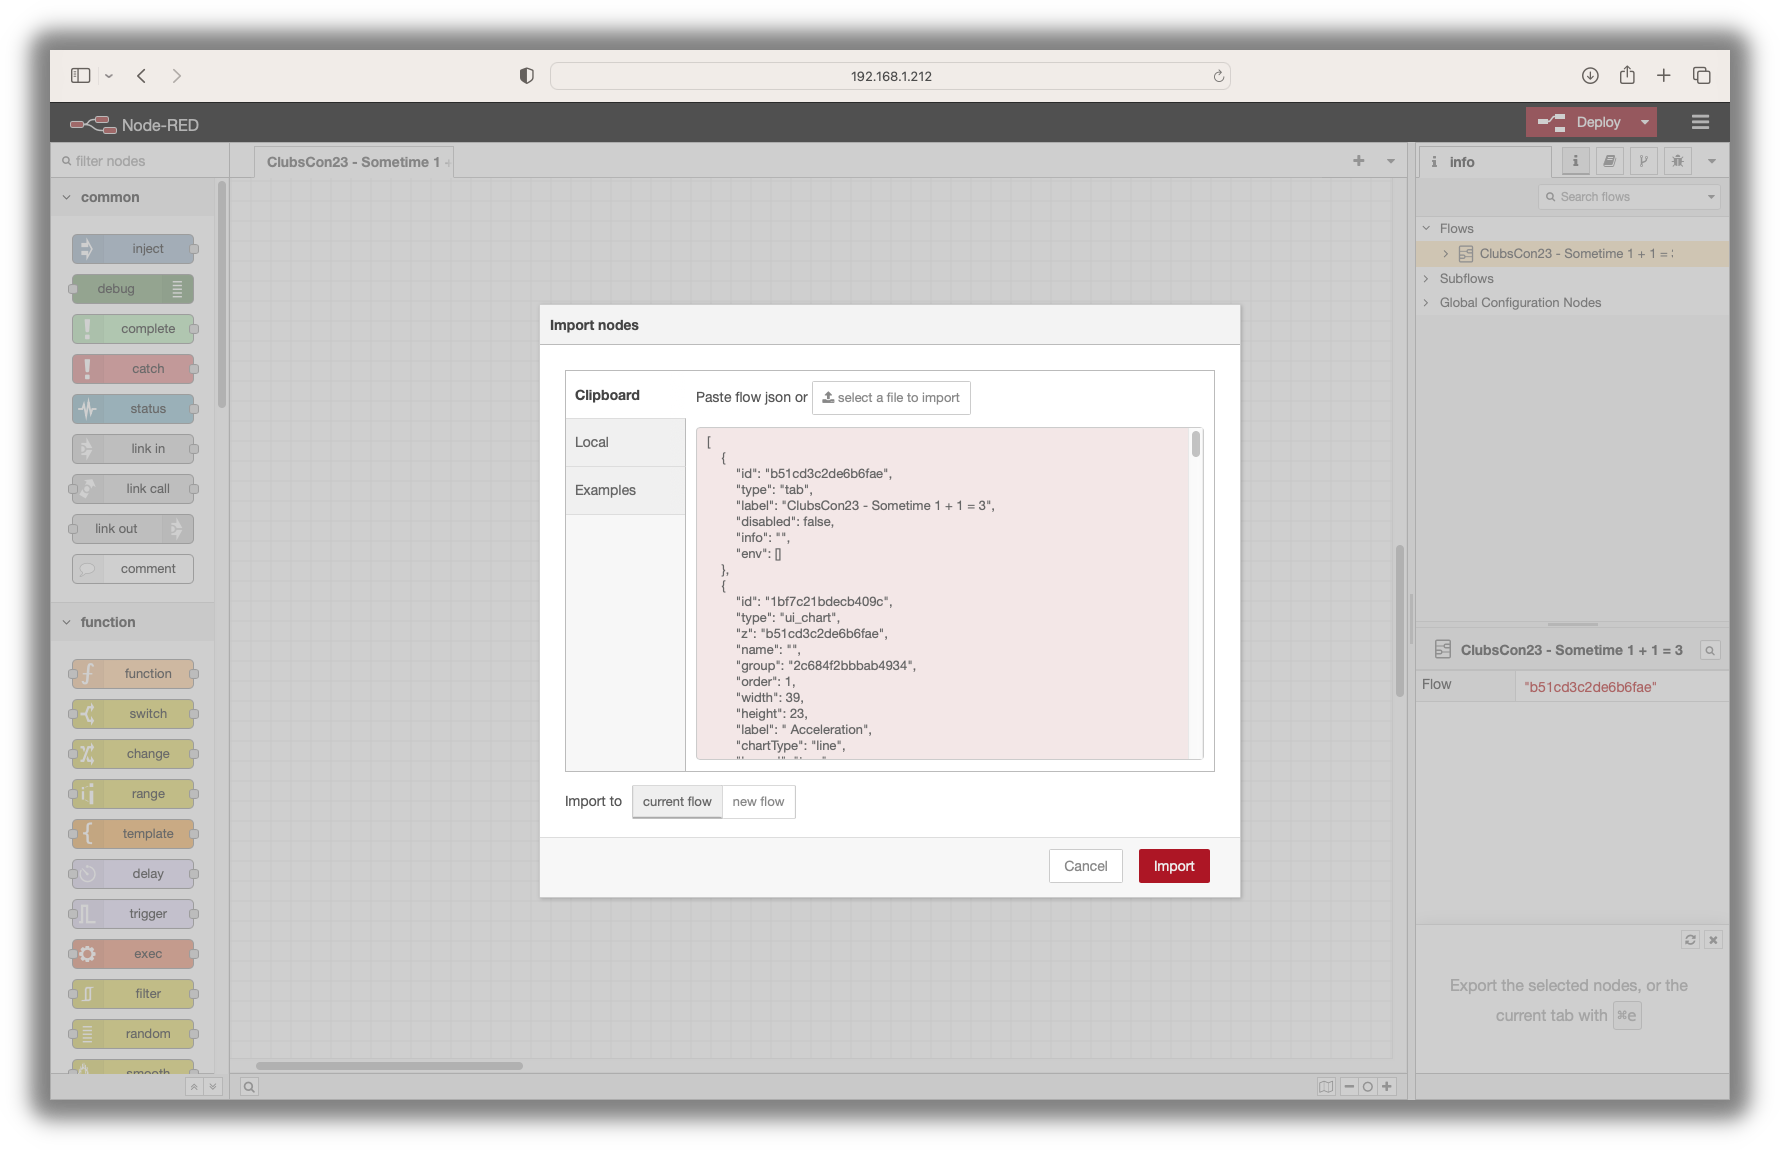 192.168.1.212
Node-RED
Deploy
filter nodes
ClubsCon23 - Sometime 1 +
info
i
Search flows
common
inject
debug
complete
catch
status
link in
link call
link out
comment
function
function
switch
change
range
template
delay
trigger
exec
filter
random
smooth
Import nodes
Clipboard
Local
Examples
Paste flow json or
select a file to import
[
{
"id": "b51cd3c2de6b6fae",
"type": "tab",
"label": "ClubsCon23 - Sometime 1 + 1 = 3",
"disabled": false,
"info": "",
"env": []
},
{
"id": "1bf7c21bdecb409c",
"type": "ui_chart",
"z": "b51cd3c2de6b6fae",
"name": "",
"group": "2c684f2bbbab4934",
"order": 1,
"width": 39,
"height": 23,
"label": " Acceleration",
"chartType": "line",
Import to
current flow
new flow
Cancel
Import
Flows
ClubsCon23 - Sometime 1 + 1 = 3
Subflows
Global Configuration Nodes
ClubsCon23 - Sometime 1 + 1 = 3
Flow
"b51cd3c2de6b6fae"
Export the selected nodes, or the
current tab with ⌘e